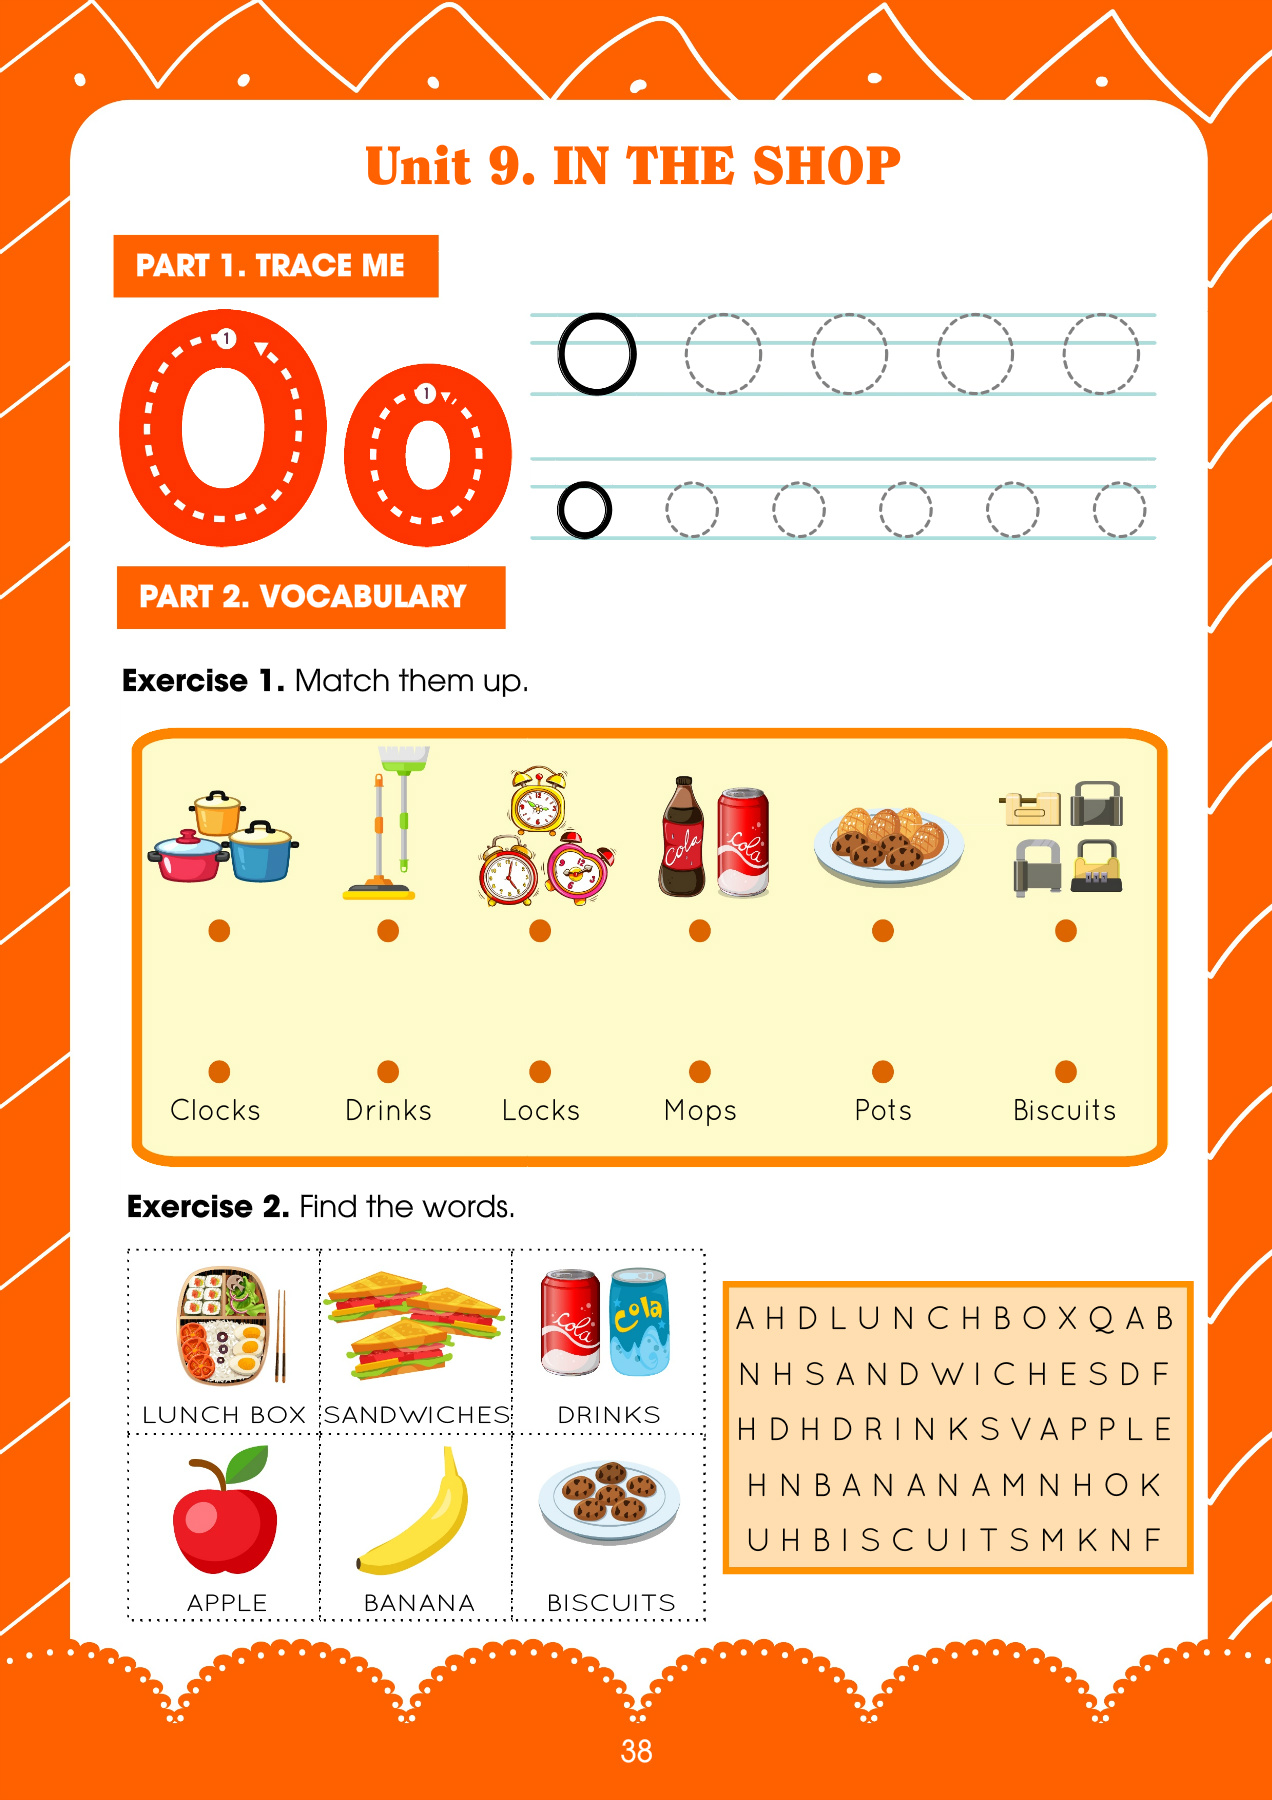 Unit 9. IN THE SHOP
PART 1. TRACE ME
O o
1
1
O
o
PART 2. VOCABULARY
Exercise 1. Match them up.
Cola Cola
Clocks Drinks Locks Mops Pots Biscuits
Exercise 2. Find the words.
Cola Cola
LUNCH BOX SANDWICHES DRINKS
APPLE BANANA BISCUITS
A H D L U N C H B O X Q A B
N H S A N D W I C H E S D F
H D H D R I N K S V A P P L E
H N B A N A N A M N H O K
U H B I S C U I T S M K N F
38